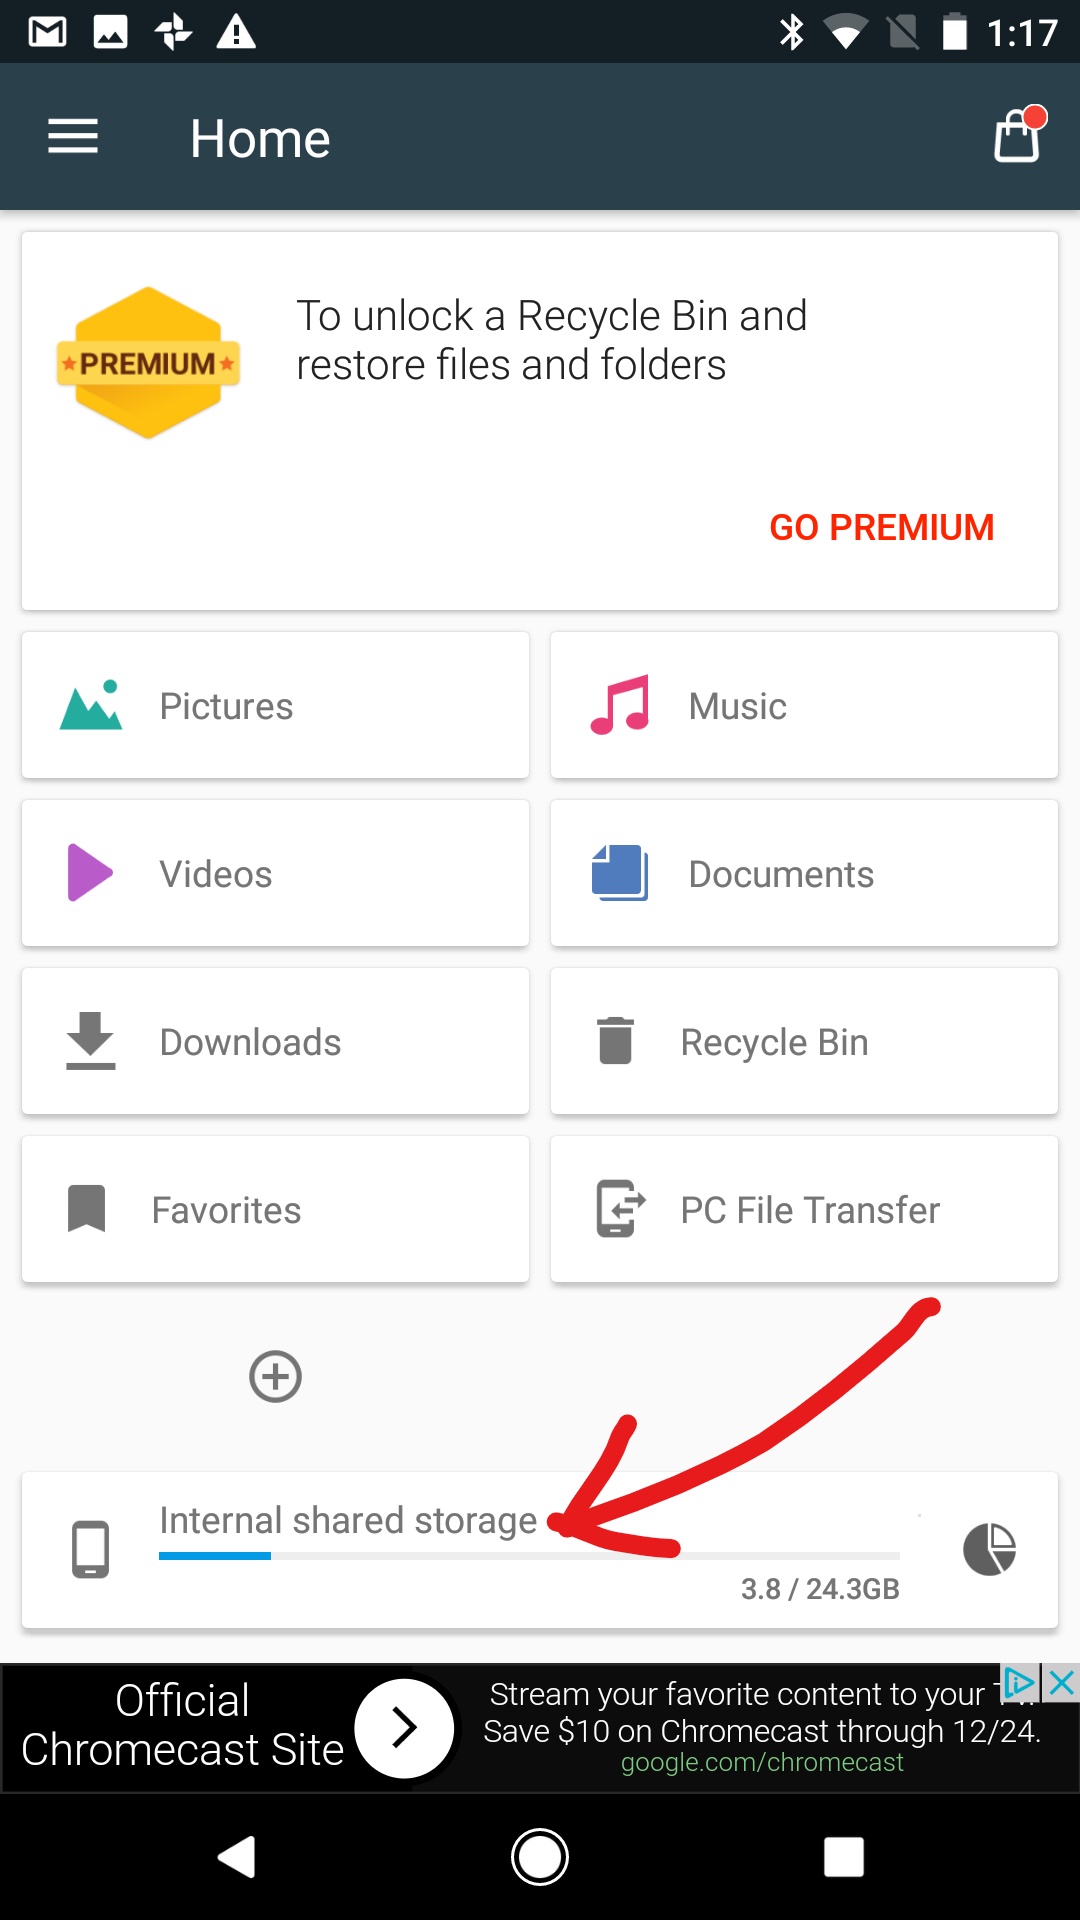 1:17
Home
PREMIUM
To unlock a Recycle Bin and
restore files and folders
GO PREMIUM
Pictures
Music
Videos
Documents
Downloads
Recycle Bin
Favorites
PC File Transfer
Internal shared storage
3.8 / 24.3GB
Official
Chromecast Site
Stream your favorite content to your
Save $10 on Chromecast through 12/24.
google.com/chromecast